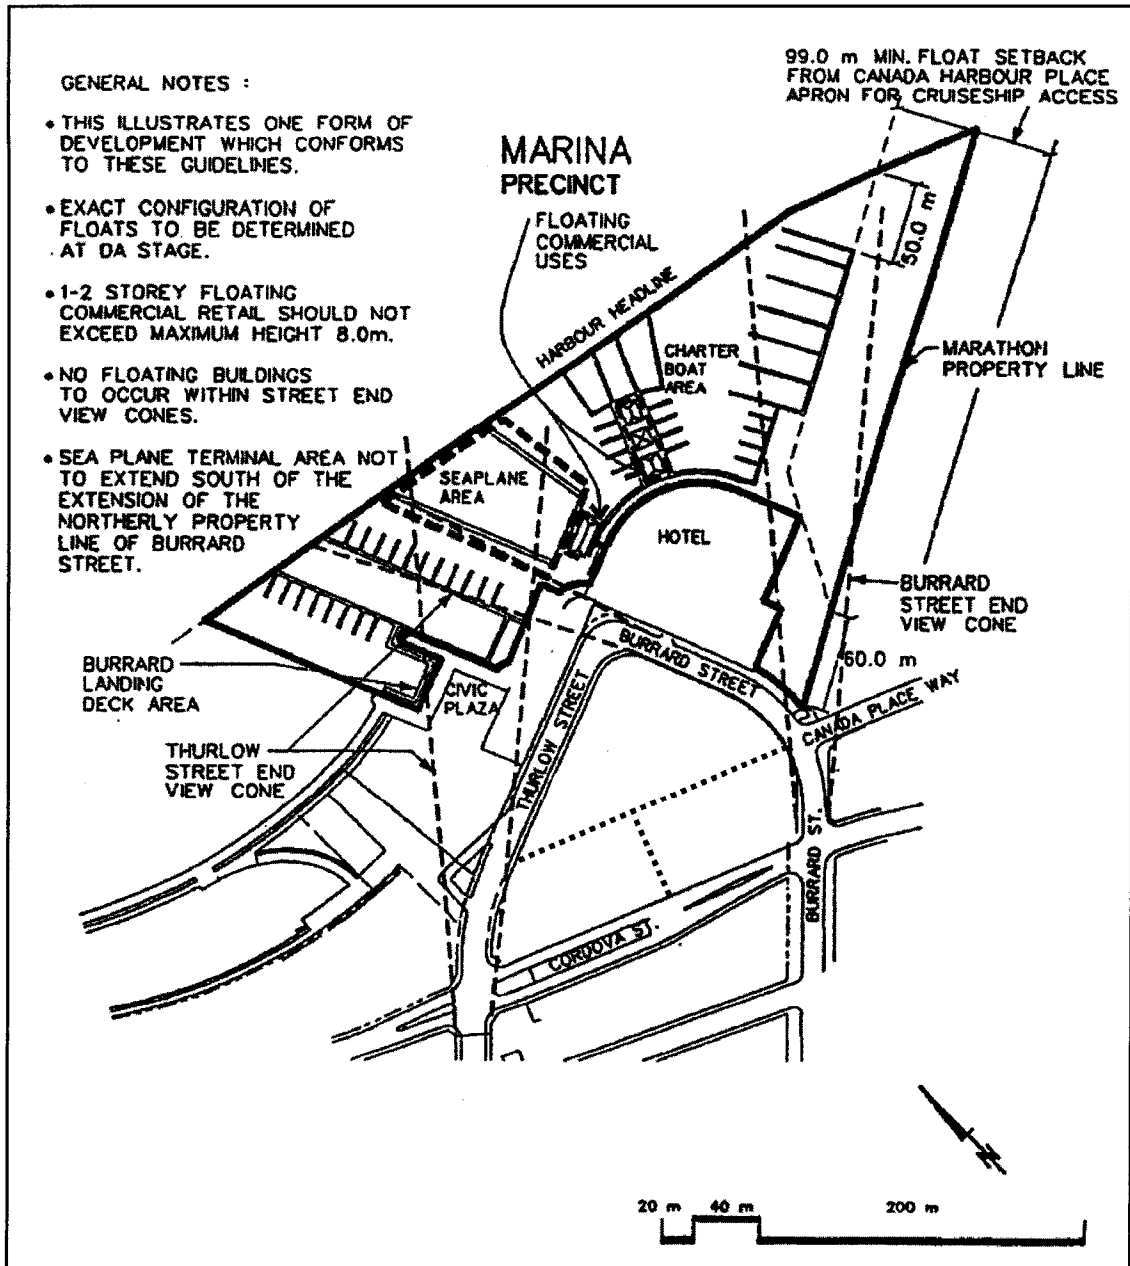 GENERAL NOTES :
• THIS ILLUSTRATES ONE FORM OF
DEVELOPMENT WHICH CONFORMS
TO THESE GUIDELINES.
• EXACT CONFIGURATION OF
FLOATS TO BE DETERMINED
AT DA STAGE.
• 1-2 STOREY FLOATING
COMMERCIAL RETAIL SHOULD NOT
EXCEED MAXIMUM HEIGHT 8.0m.
• NO FLOATING BUILDINGS
TO OCCUR WITHIN STREET END
VIEW CONES.
• SEA PLANE TERMINAL AREA NOT
TO EXTEND SOUTH OF THE
EXTENSION OF THE
NORTHERLY PROPERTY
LINE OF BURRARD
STREET.
99.0 m MIN. FLOAT SETBACK
FROM CANADA HARBOUR PLACE
APRON FOR CRUISESHIP ACCESS
MARINA
PRECINCT
FLOATING
COMMERCIAL
USES
50.0 m
HARBOUR HEADLINE
CHARTER
BOAT
AREA
MARATHON
PROPERTY LINE
SEAPLANE
AREA
HOTEL
BURRARD
STREET END
VIEW CONE
BURRARD STREET
60.0 m
BURRARD
LANDING
DECK AREA
CIVIC
PLAZA
THURLOW STREET
CANADA PLACE WAY
THURLOW
STREET END
VIEW CONE
BURRARD ST.
CORDOVA ST.
N
20 m 40 m 200 m